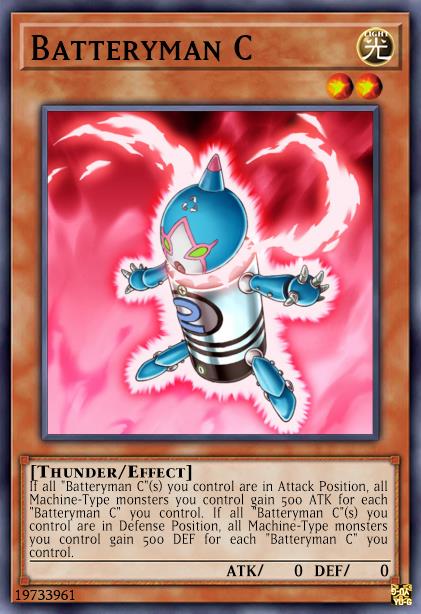 Batteryman C
LIGHT
光
2
[Thunder/Effect]
If all "Batteryman C"(s) you control are in Attack Position, all
Machine-Type monsters you control gain 500 ATK for each
"Batteryman C" you control. If all "Batteryman C"(s) you
control are in Defense Position, all Machine-Type monsters
you control gain 500 DEF for each "Batteryman C" you
control.
ATK/ 0 DEF/ 0
19733961